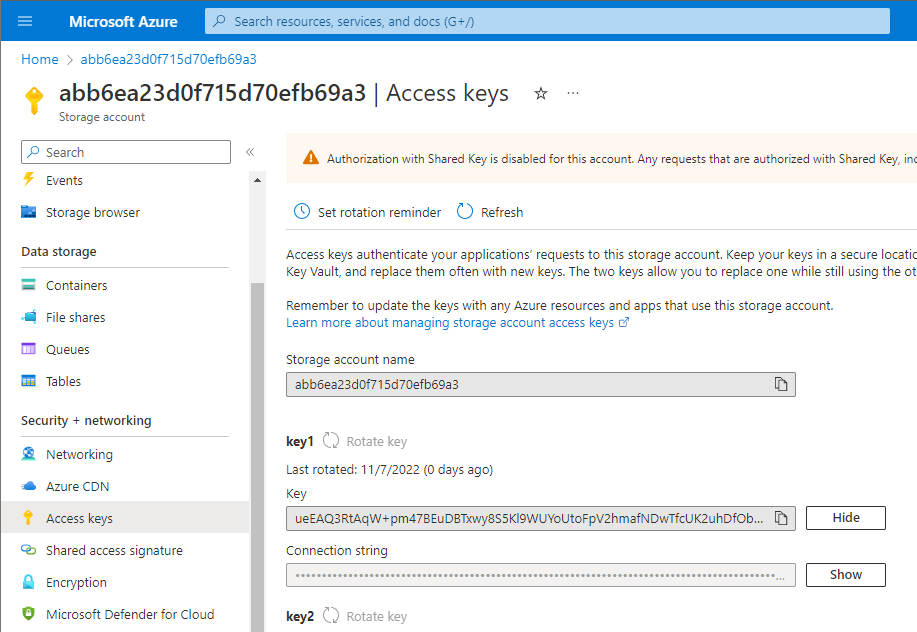 Microsoft Azure
Search resources, services, and docs (G+/)
Home > abb6ea23d0f715d70efb69a3
abb6ea23d0f715d70efb69a3 | Access keys
Storage account
Search
Events
Storage browser
Data storage
Containers
File shares
Queues
Tables
Security + networking
Networking
Azure CDN
Access keys
Shared access signature
Encryption
Microsoft Defender for Cloud
Authorization with Shared Key is disabled for this account. Any requests that are authorized with Shared Key, inc
Set rotation reminder
Refresh
Access keys authenticate your applications' requests to this storage account. Keep your keys in a secure locatio
Key Vault, and replace them often with new keys. The two keys allow you to replace one while still using the ot
Remember to update the keys with any Azure resources and apps that use this storage account.
Learn more about managing storage account access keys
Storage account name
abb6ea23d0f715d70efb69a3
key1 Rotate key
Last rotated: 11/7/2022 (0 days ago)
Key
ueEAQ3RtAqW+pm47BEuDBTxwy8S5Kl9WUYoUtoFpV2hmafNDwTfcUK2uhDfOb...
Hide
Connection string
Show
key2 Rotate key